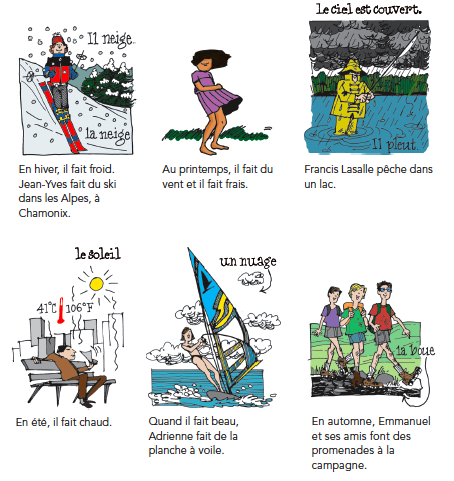 Il neige.
la neige
En hiver, il fait froid.
Jean-Yves fait du ski
dans les Alpes, à
Chamonix.
Au printemps, il fait du
vent et il fait frais.
le ciel est couvert.
Il pleut
Francis Lasalle pêche dans
un lac.
le soleil
41°C 106°F
En été, il fait chaud.
un nuage
Quand il fait beau,
Adrienne fait de la
planche à voile.
la boue
En automne, Emmanuel
et ses amis font des
promenades à la
campagne.